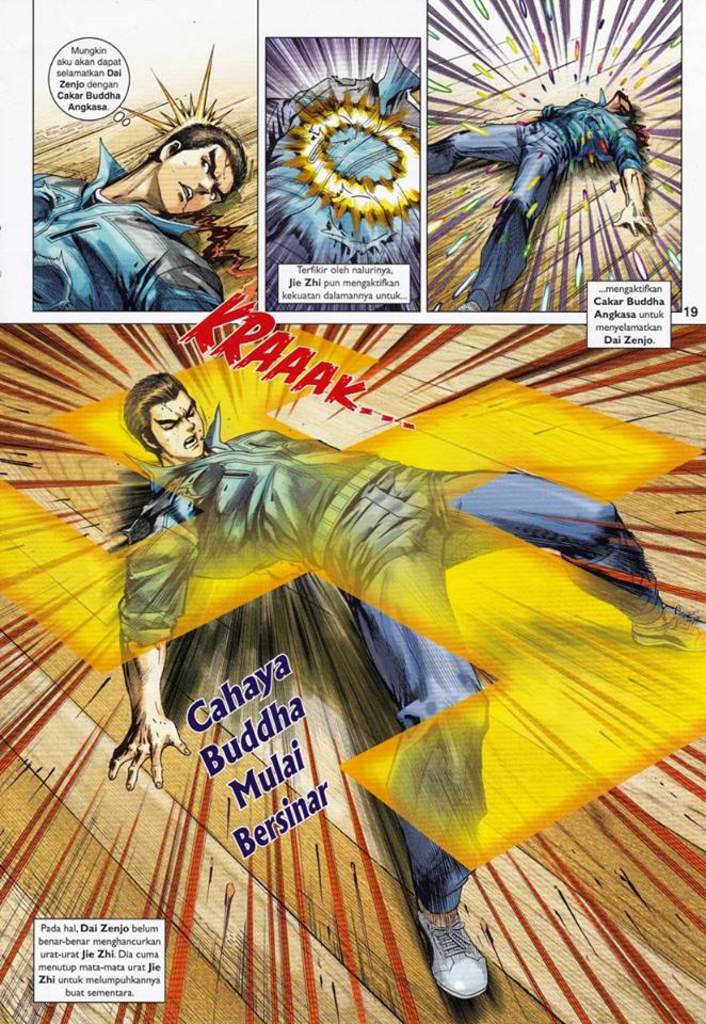 Mungkin
aku akan dapat
selamatkan Dai
Zenjo dengan
Cakar Buddha
Angkasa.
Terfikir oleh nalurinya,
Jie Zhi pun mengaktifkan
kekuatan dalamannya untuk...
...mengaktifkan
Cakar Buddha
Angkasa untuk
menyelamatkan
Dai Zenjo.
19
KRAAAK...
Cahaya
Buddha
Mulai
Bersinar
Pada hal, Dai Zenjo belum
benar-benar menghancurkan
urat-urat Jie Zhi. Dia cuma
menutup mata-mata urat Jie
Zhi untuk melumpuhkannya
buat sementara.